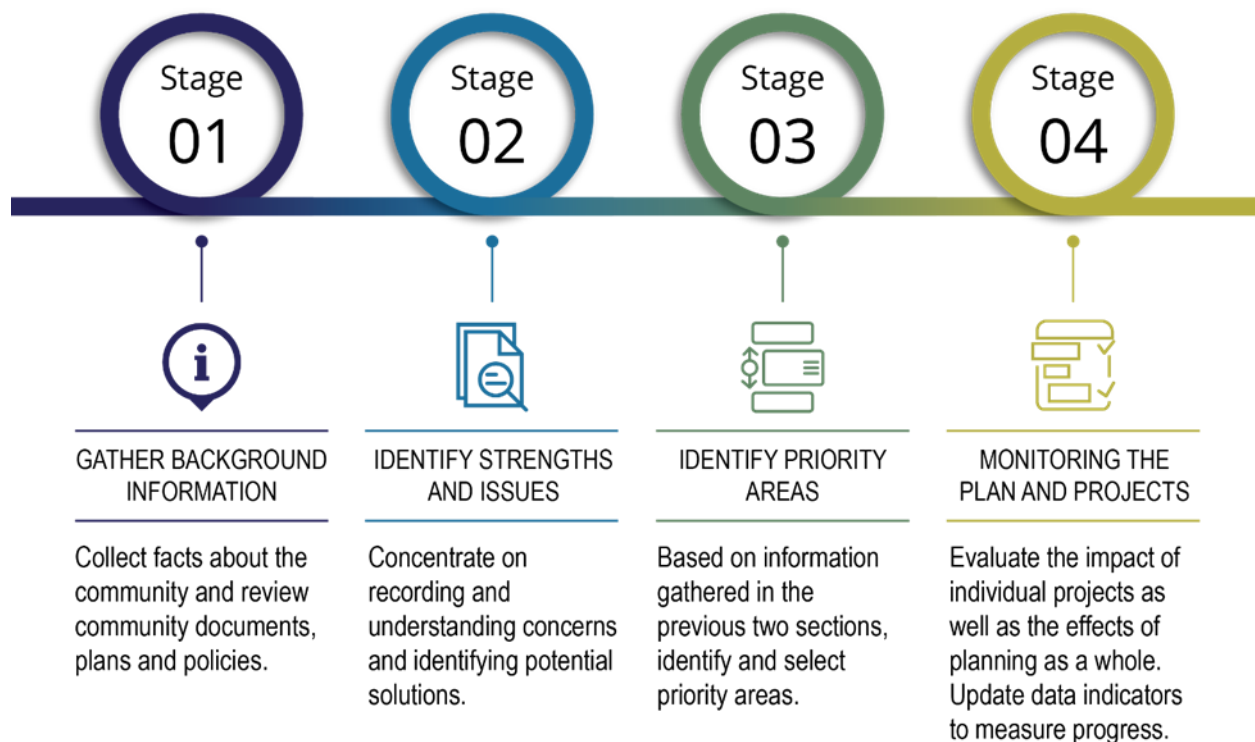 Stage
01
Stage
02
Stage
03
Stage
04
i
GATHER BACKGROUND
INFORMATION
Collect facts about the
community and review
community documents,
plans and policies.
IDENTIFY STRENGTHS
AND ISSUES
Concentrate on
recording and
understanding concerns
and identifying potential
solutions.
IDENTIFY PRIORITY
AREAS
Based on information
gathered in the
previous two sections,
identify and select
priority areas.
MONITORING THE
PLAN AND PROJECTS
Evaluate the impact of
individual projects as
well as the effects of
planning as a whole.
Update data indicators
to measure progress.